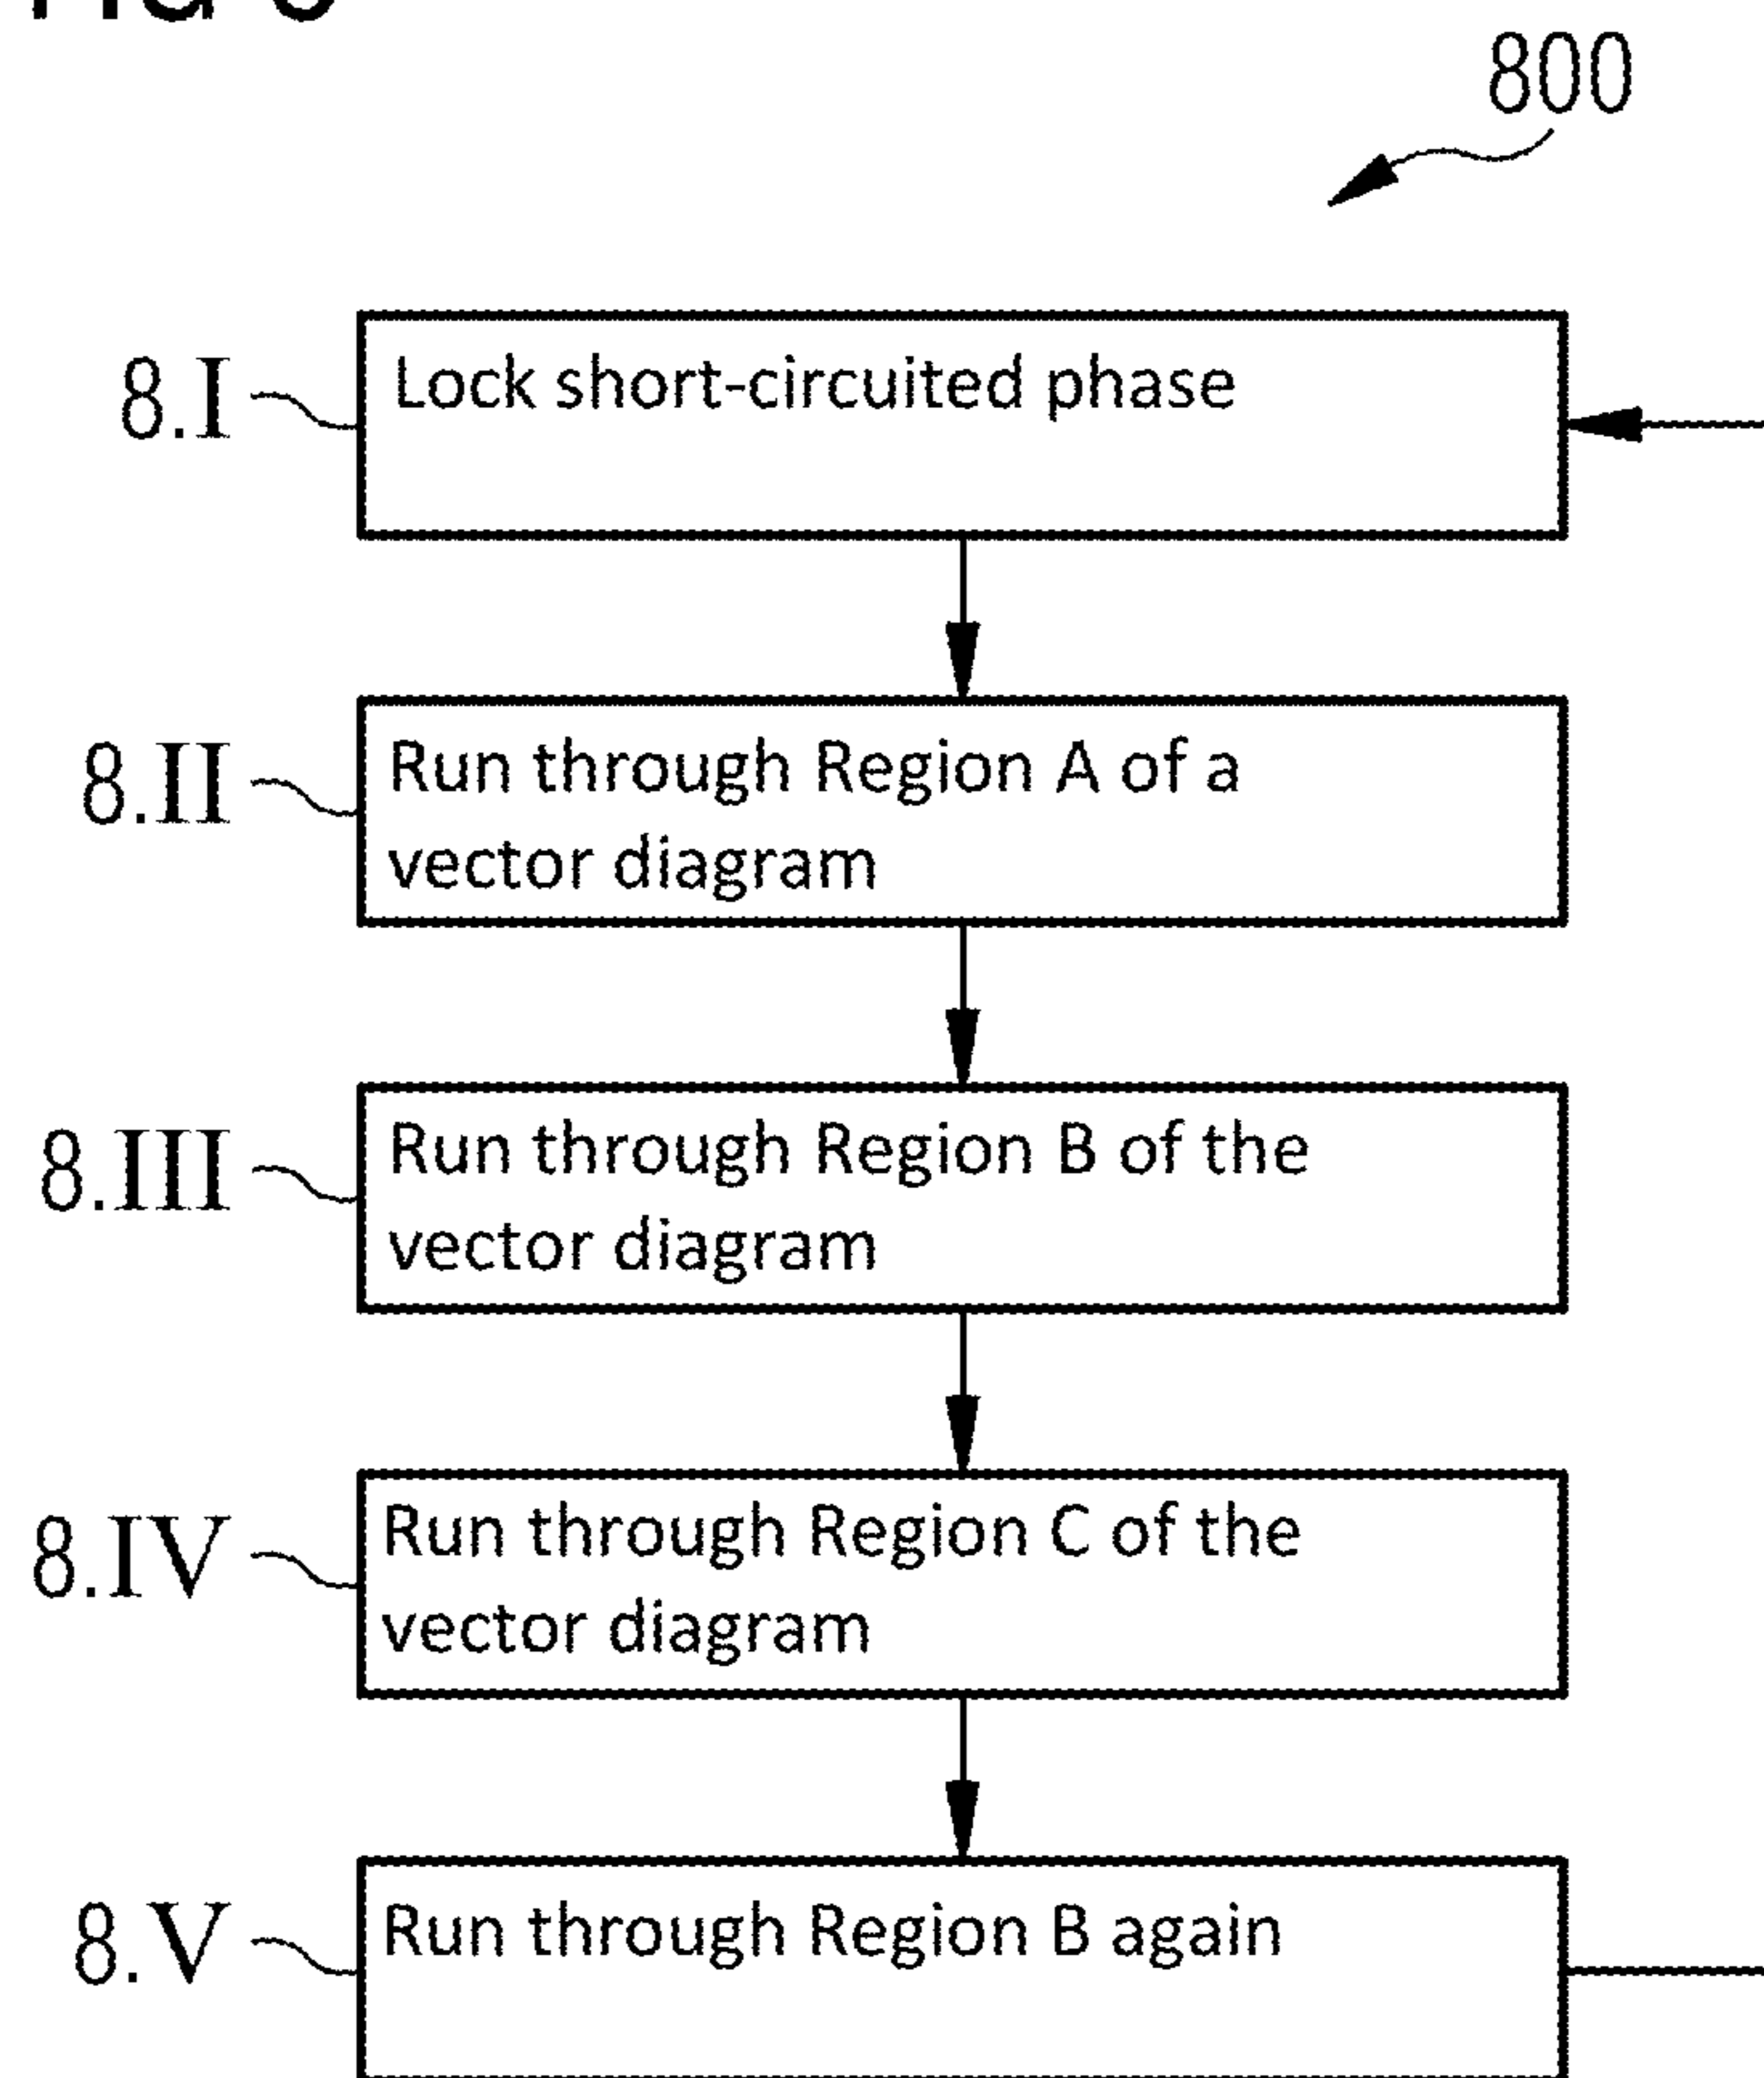 800
8.I
Lock short-circuited phase
8.II
Run through Region A of a
vector diagram
8.III
Run through Region B of the
vector diagram
8.IV
Run through Region C of the
vector diagram
8.V
Run through Region B again